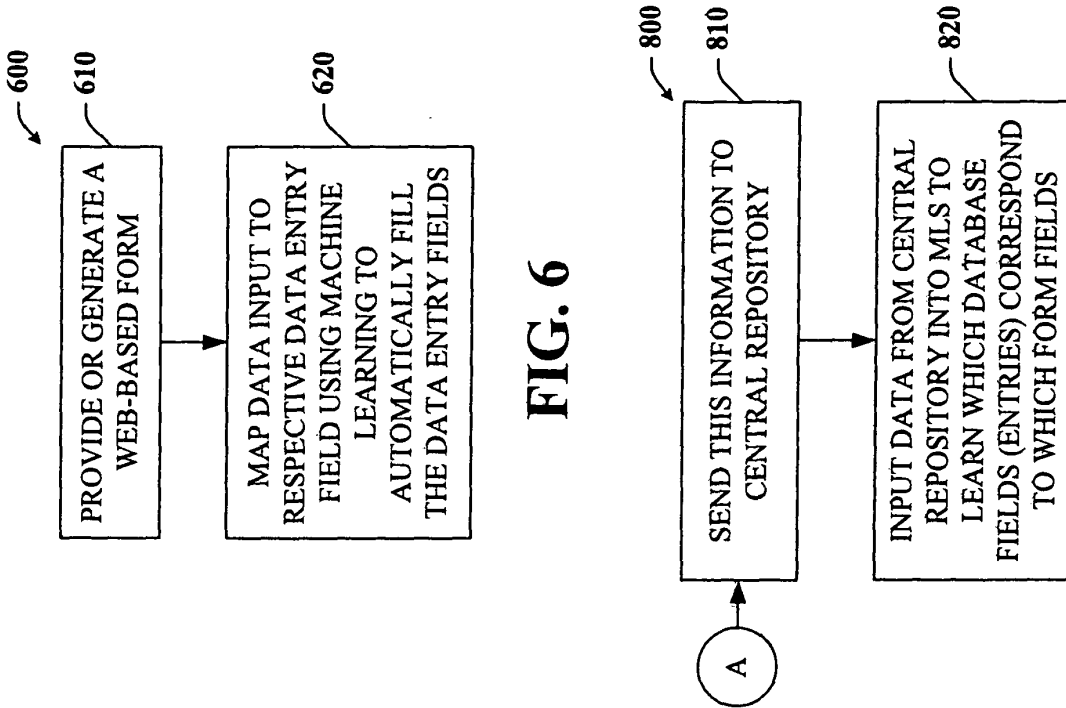 600
610
PROVIDE OR GENERATE A
WEB-BASED FORM
620
MAP DATA INPUT TO
RESPECTIVE DATA ENTRY
FIELD USING MACHINE
LEARNING TO
AUTOMATICALLY FILL
THE DATA ENTRY FIELDS
FIG. 6
800
810
A
SEND THIS INFORMATION TO
CENTRAL REPOSITORY
820
INPUT DATA FROM CENTRAL
REPOSITORY INTO MLS TO
LEARN WHICH DATABASE
FIELDS (ENTRIES) CORRESPOND
TO WHICH FORM FIELDS